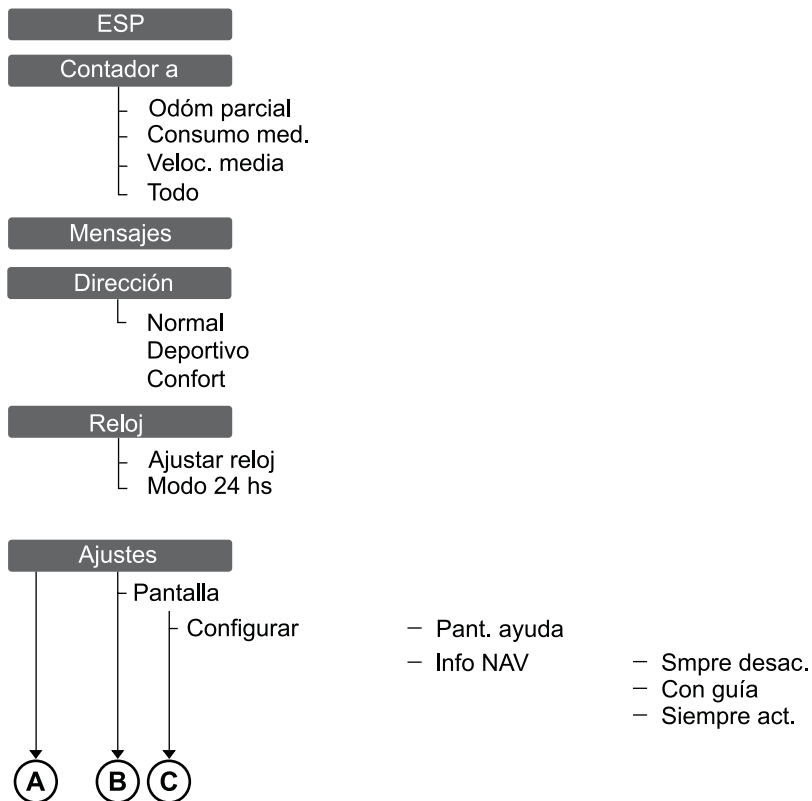 ESP
Contador a
Odóm parcial
Consumo med.
Veloc. media
Todo
Mensajes
Dirección
Normal
Deportivo
Confort
Reloj
Ajustar reloj
Modo 24 hs
Ajustes
Pantalla
Configurar – Pant. ayuda
– Info NAV – Smpre desac.
– Con guía
– Siempre act.
A B C